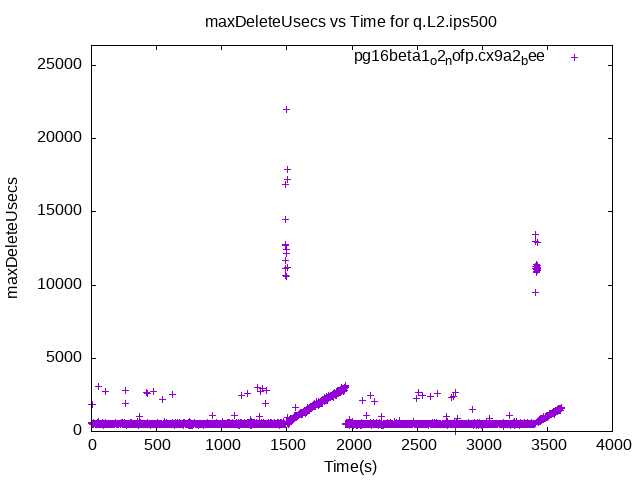 maxDeleteUsecs vs Time for q.L2.ips500
pg16beta1ₒ2ₙofp.cx9a2_bee
25000
20000
15000
10000
5000
0
maxDeleteUsecs
0 500 1000 1500 2000 2500 3000 3500 4000
Time(s)